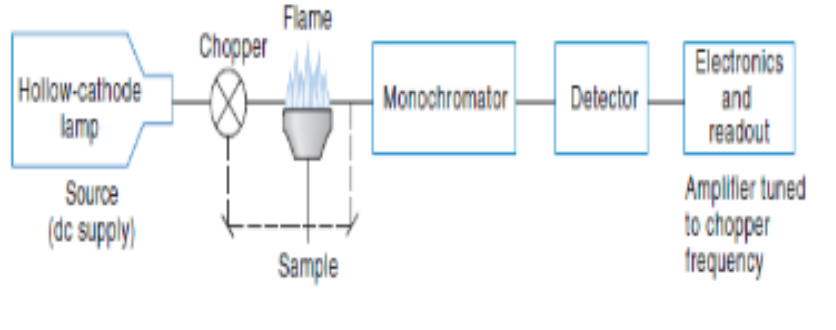 Flame
Chopper
Hollow-cathode
lamp
Monochromator
Detector
Electronics
and
readout
Source
(dc supply)
Sample
Amplifier tuned
to chopper
frequency